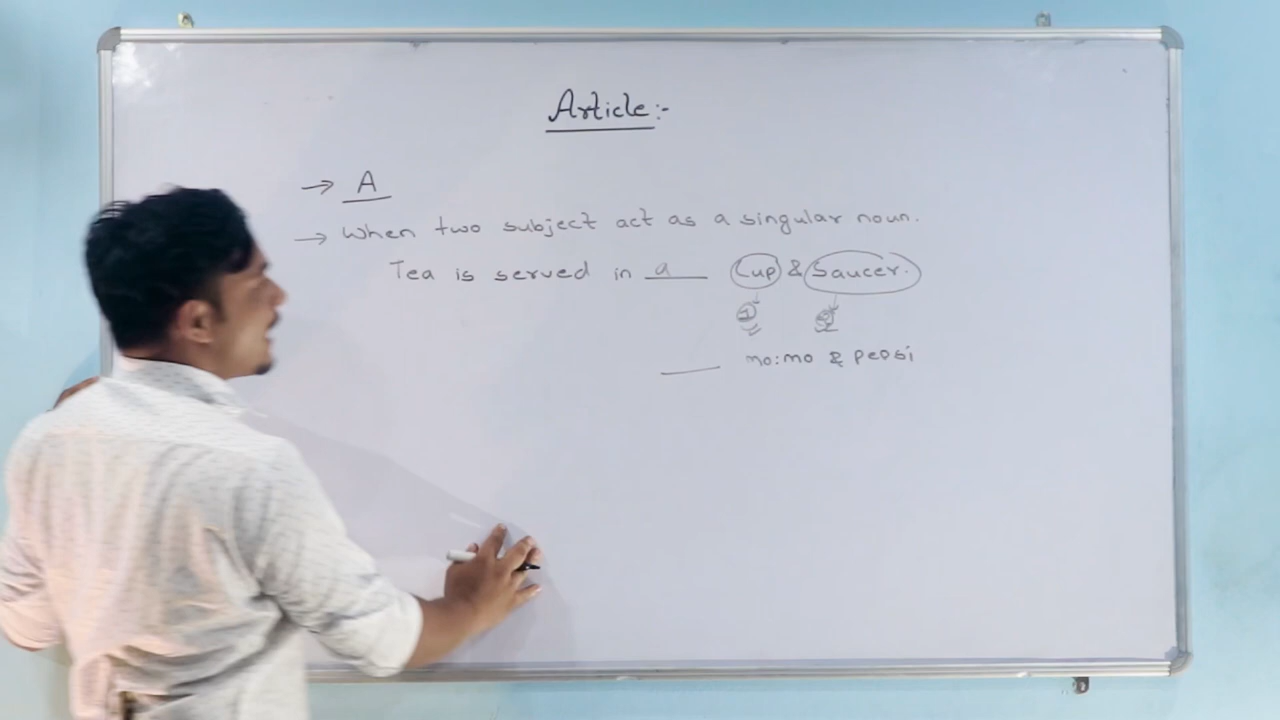 Article:-
→ A
→ When two subject act as a singular noun.
Tea is served in a Cup & Saucer.
mo:mo & pepsi